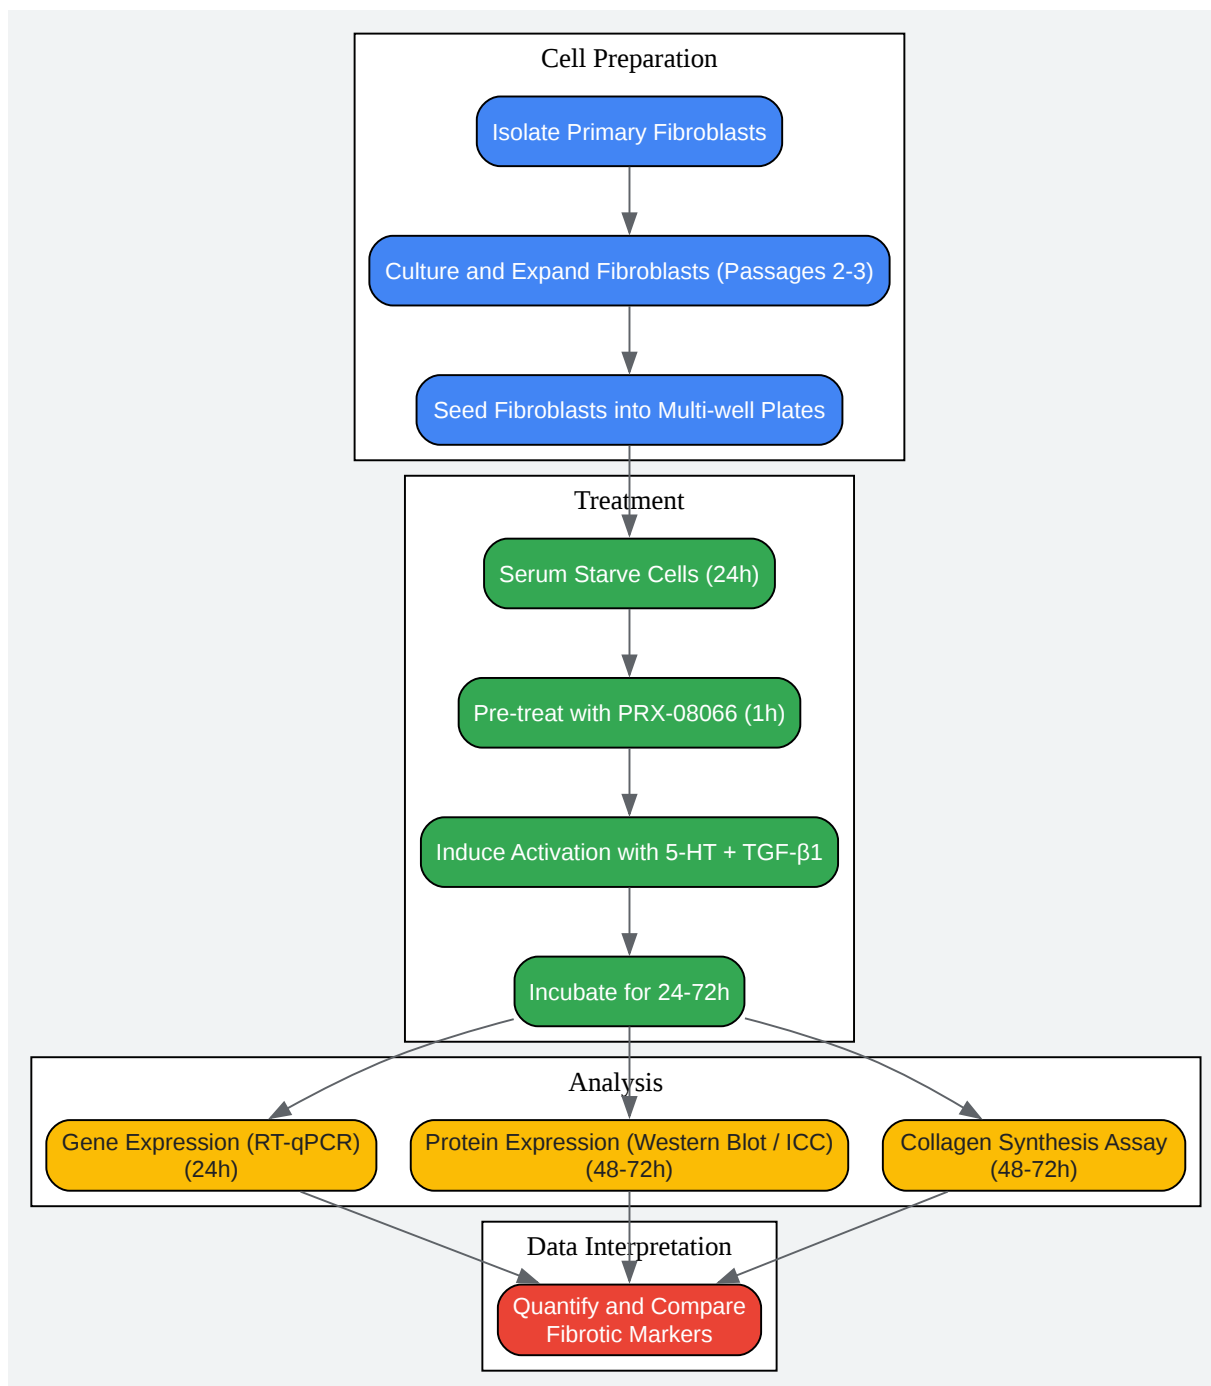 Cell Preparation
Isolate Primary Fibroblasts
Culture and Expand Fibroblasts (Passages 2-3)
Seed Fibroblasts into Multi-well Plates
Treatment
Serum Starve Cells (24h)
Pre-treat with PRX-08066 (1h)
Induce Activation with 5-HT + TGF-β1
Incubate for 24-72h
Analysis
Gene Expression (RT-qPCR)
(24h)
Protein Expression (Western Blot / ICC)
(48-72h)
Collagen Synthesis Assay
(48-72h)
Data Interpretation
Quantify and Compare
Fibrotic Markers